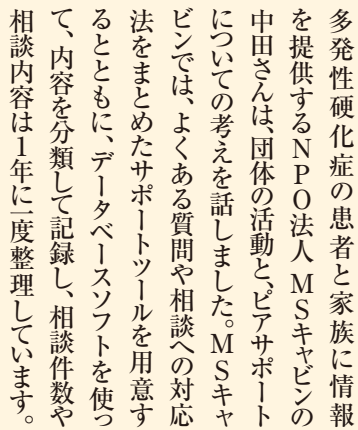 多発性硬化症の患者と家族に情報
を提供するNPO法人 MSキャビンの
中田さんは、団体の活動と、ピアサポート
についての考えを話しました。MSキャ
ビンでは、よくある質問や相談への対応
法をまとめたサポートツールを用意す
るとともに、データベースソフトを使っ
て、内容を分類して記録し、相談件数や
相談内容は1年に一度整理しています。